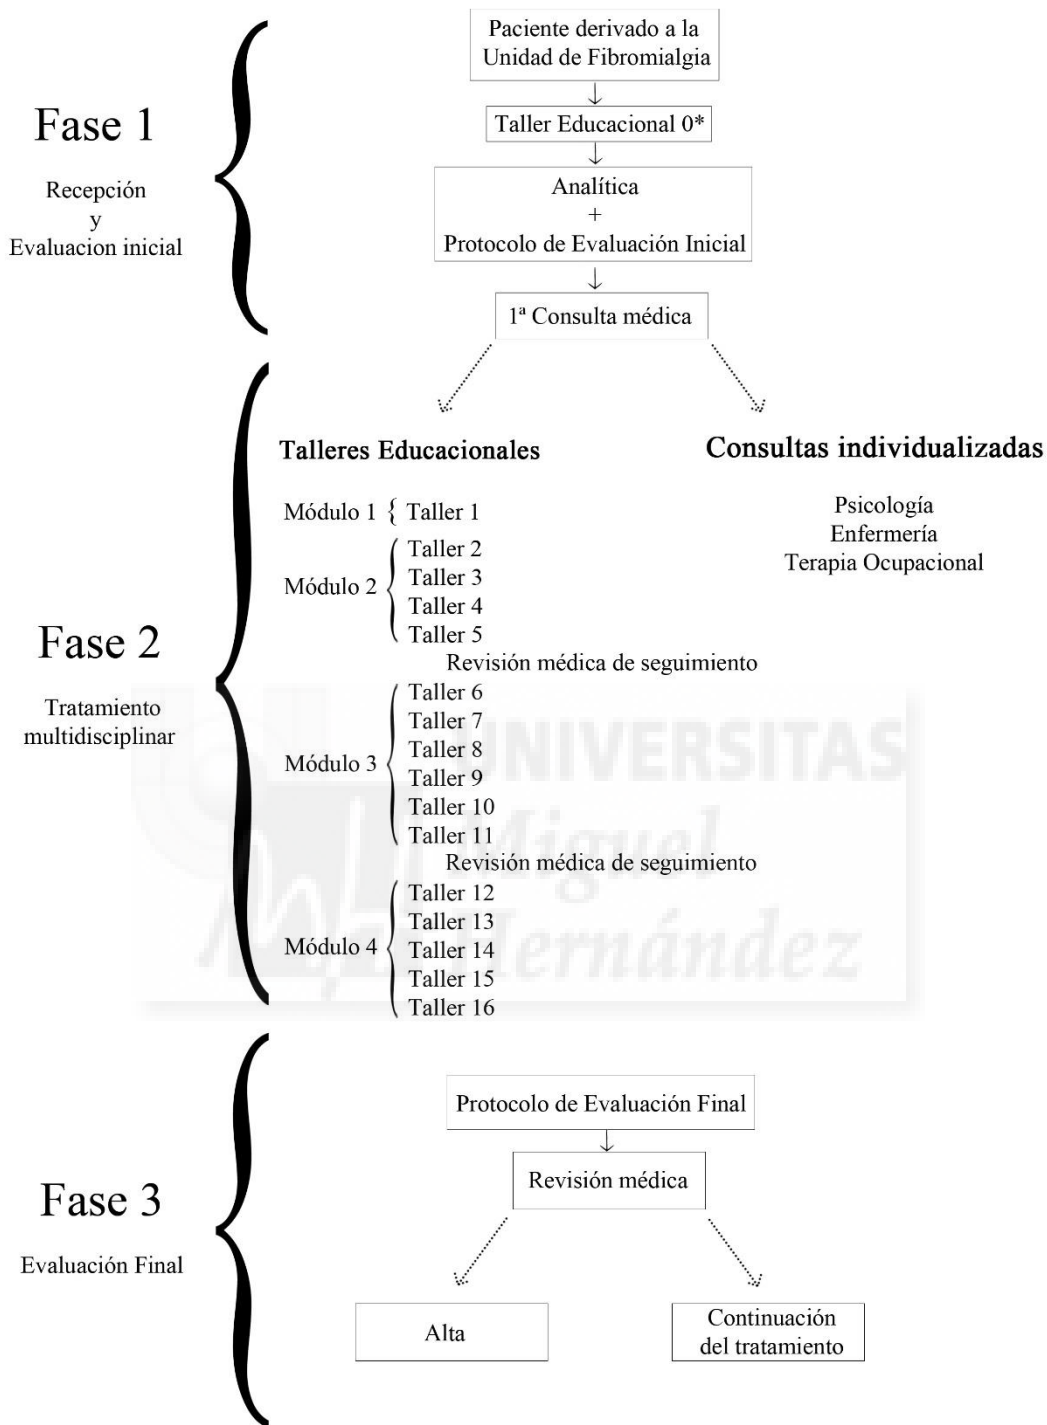 Fase 1
Recepción
y
Evaluacion inicial
Paciente derivado a la
Unidad de Fibromialgia
Taller Educacional 0*
Analítica
+
Protocolo de Evaluación Inicial
1ª Consulta médica
Fase 2
Tratamiento
multidisciplinar
Talleres Educacionales
Módulo 1
Taller 1
Módulo 2
Taller 2
Taller 3
Taller 4
Taller 5
Revisión médica de seguimiento
Módulo 3
Taller 6
Taller 7
Taller 8
Taller 9
Taller 10
Taller 11
Revisión médica de seguimiento
Módulo 4
Taller 12
Taller 13
Taller 14
Taller 15
Taller 16
Consultas individualizadas
Psicología
Enfermería
Terapia Ocupacional
UNIVERSITAS
Miguel
Hernández
Fase 3
Evaluación Final
Protocolo de Evaluación Final
Revisión médica
Alta
Continuación
del tratamiento